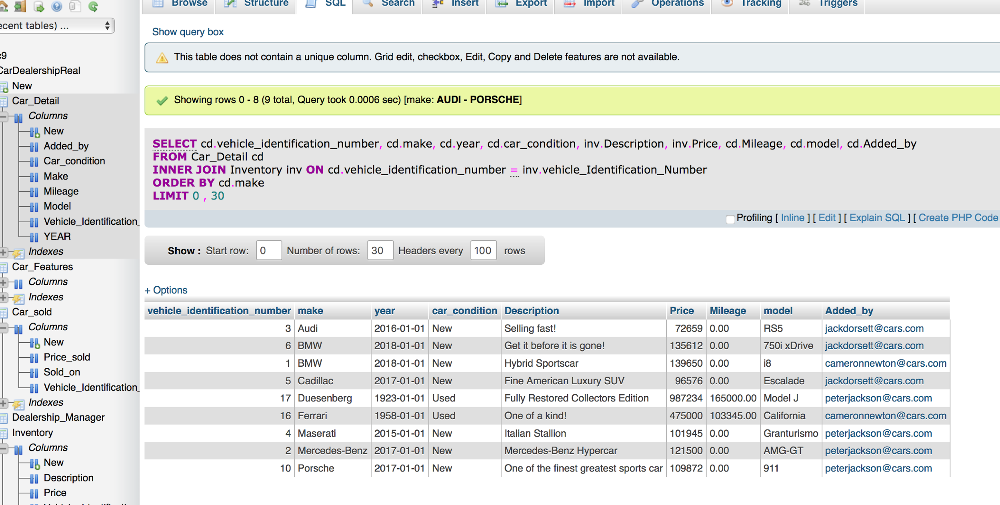 Browse Structure SQL Search Insert Export Import Operations Tracking Triggers
ecent tables) ...
c9
CarDealershipReal
New
Car_Detail
Columns
New
Added_by
Car_condition
Make
Mileage
Model
Vehicle_Identification_
YEAR
Indexes
Car_Features
Columns
Indexes
Car_sold
Columns
New
Price_sold
Sold_on
Vehicle_Identification_
Indexes
Dealership_Manager
Inventory
Columns
New
Description
Price
Show query box
This table does not contain a unique column. Grid edit, checkbox, Edit, Copy and Delete features are not available.
Showing rows 0 - 8 (9 total, Query took 0.0006 sec) [make: AUDI - PORSCHE]
SELECT cd.vehicle_identification_number, cd.make, cd.year, cd.car_condition, inv.Description, inv.Price, cd.Mileage, cd.model, cd.Added_by
FROM Car_Detail cd
INNER JOIN Inventory inv ON cd.vehicle_identification_number = inv.vehicle_Identification_Number
ORDER BY cd.make
LIMIT 0 , 30
Profiling [ Inline ] [ Edit ] [ Explain SQL ] [ Create PHP Code
Show : Start row: 0 Number of rows: 30 Headers every 100 rows
+ Options
vehicle_identification_number make year car_condition Description Price Mileage model Added_by
3 Audi 2016-01-01 New Selling fast! 72659 0.00 RS5 jackdorsett@cars.com
6 BMW 2018-01-01 New Get it before it is gone! 135612 0.00 750i xDrive jackdorsett@cars.com
1 BMW 2018-01-01 New Hybrid Sportscar 139650 0.00 i8 cameronnewton@cars.com
5 Cadillac 2017-01-01 New Fine American Luxury SUV 96576 0.00 Escalade jackdorsett@cars.com
17 Duesenberg 1923-01-01 Used Fully Restored Collectors Edition 987234 165000.00 Model J peterjackson@cars.com
16 Ferrari 1958-01-01 Used One of a kind! 475000 103345.00 California cameronnewton@cars.com
4 Maserati 2015-01-01 New Italian Stallion 101945 0.00 Granturismo peterjackson@cars.com
2 Mercedes-Benz 2017-01-01 New Mercedes-Benz Hypercar 121500 0.00 AMG-GT peterjackson@cars.com
10 Porsche 2017-01-01 New One of the finest greatest sports car 109872 0.00 911 peterjackson@cars.com